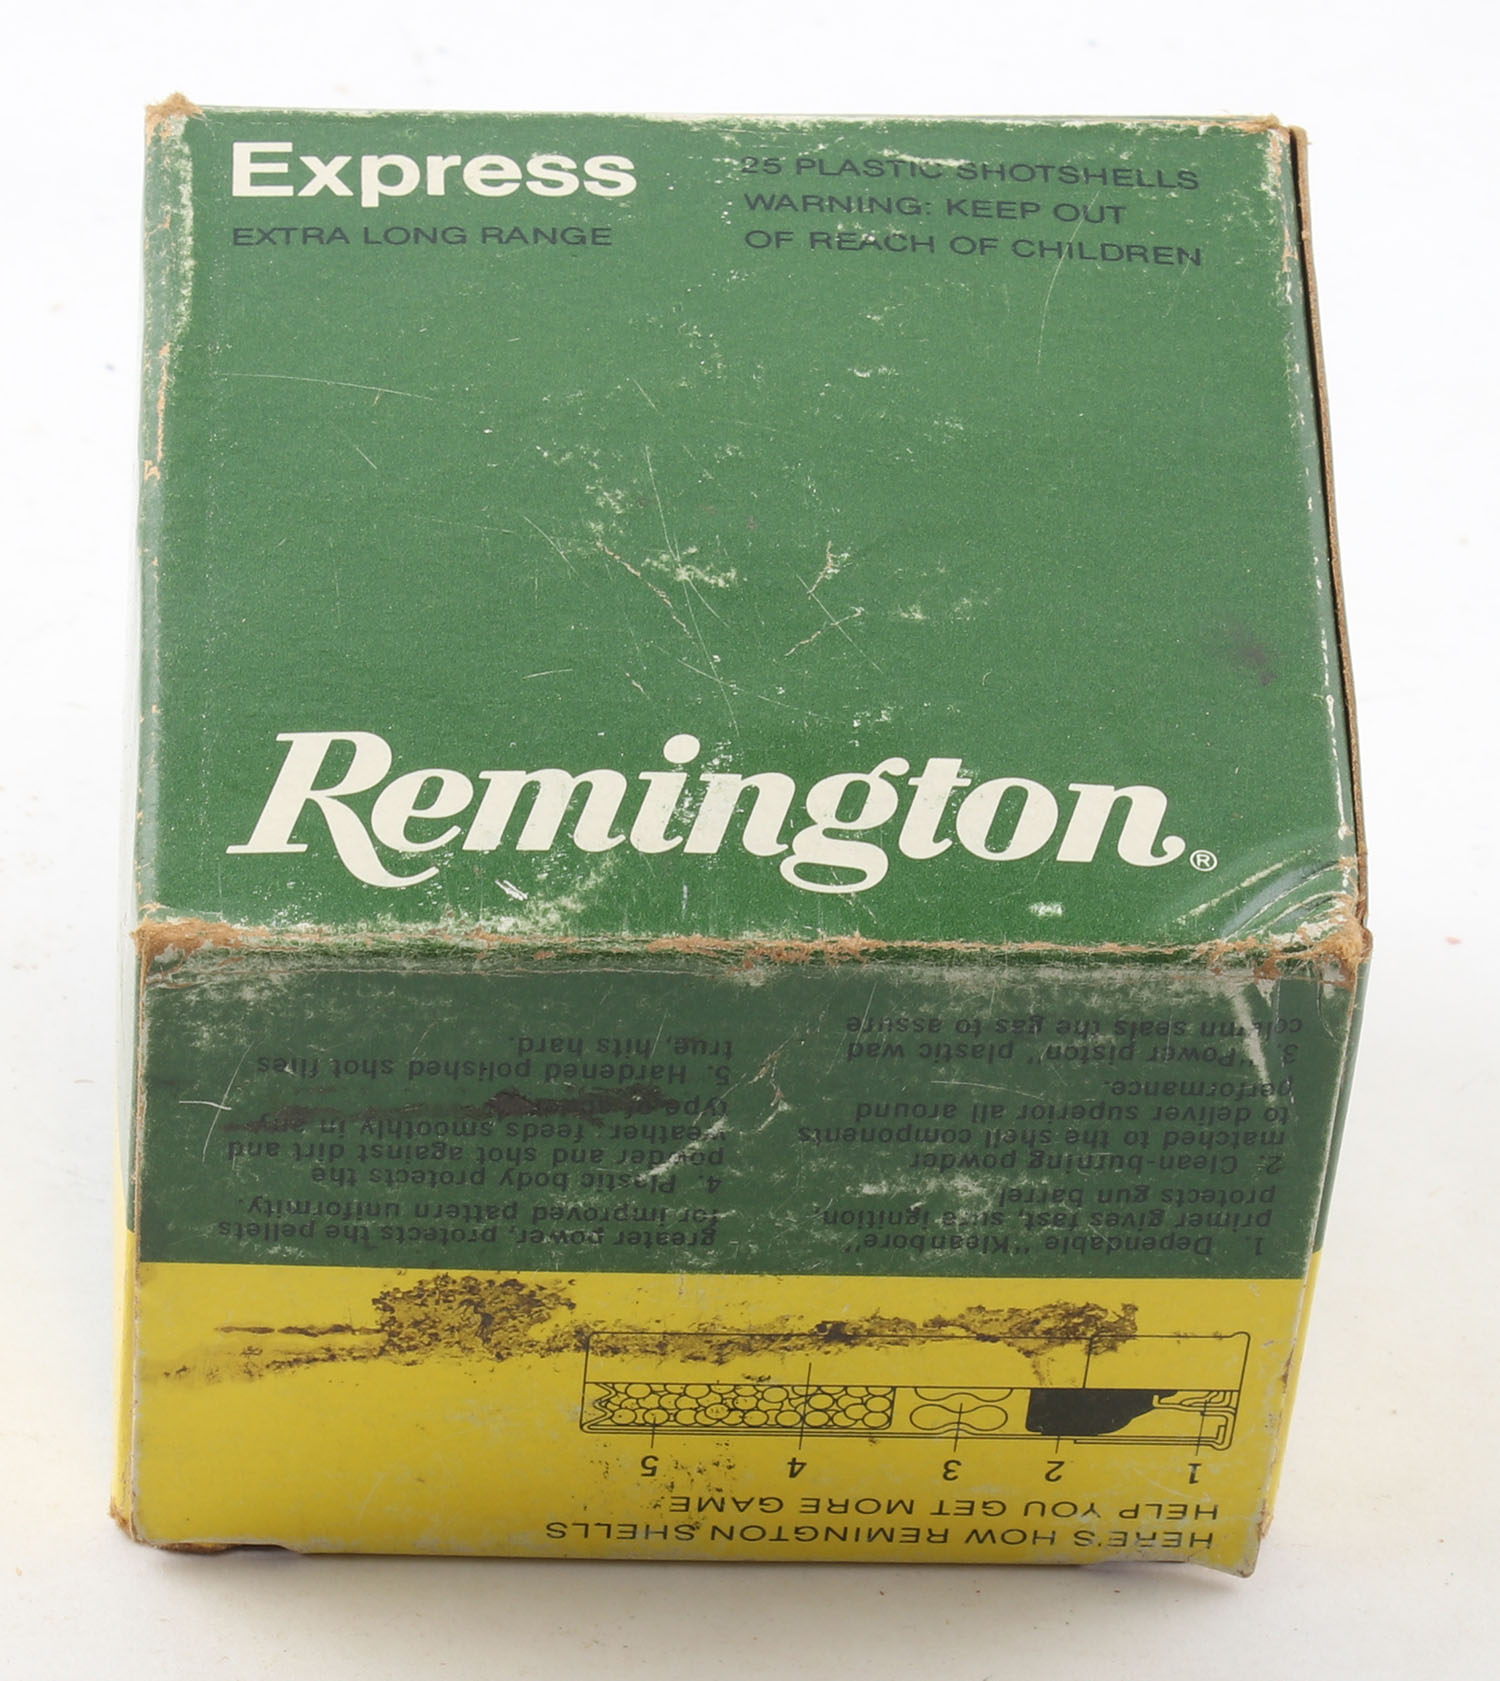 Express
EXTRA LONG RANGE
25 PLASTIC SHOTSHELLS
WARNING: KEEP OUT
OF REACH OF CHILDREN
Remington®
HERE'S HOW REMINGTON SHELLS
HELP YOU GET MORE GAME
1 2 3 4 5
1. Dependable "Kleanbore"
primer gives fast, sure ignition,
protects gun barrel
2. Clean-burning powder
matched to the shell components
to deliver superior all around
performance.
3. "Power piston" plastic wad
column seals the gas to assure
greater power, protects the pellets
for improved pattern uniformity.
4. Plastic body protects the
powder and shot against dirt and
weather; feeds smoothly in any
type of
5. Hardened polished shot flies
true, hits hard.